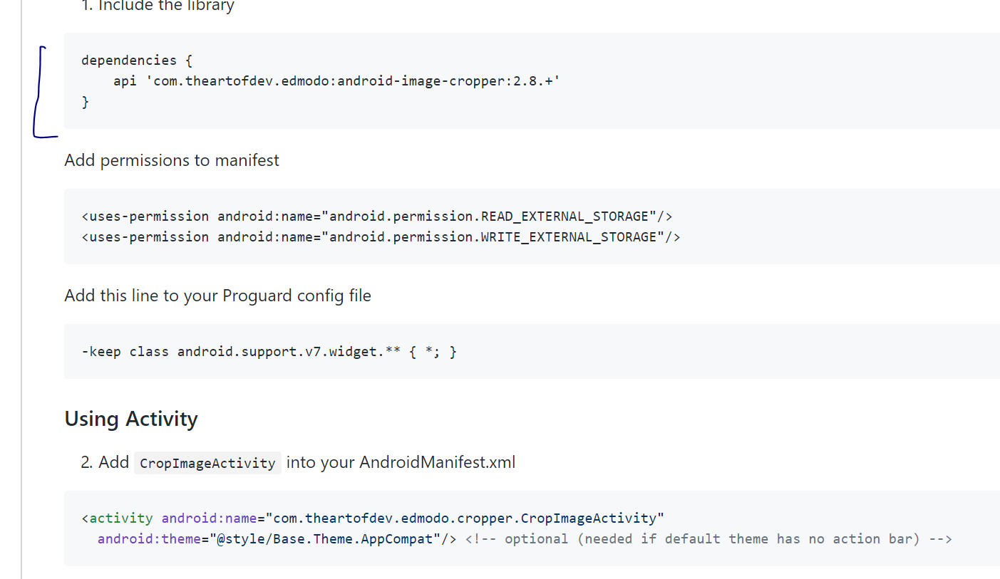 1. Include the library
dependencies {
    api 'com.theartofdev.edmodo:android-image-cropper:2.8.+'
}
Add permissions to manifest
<uses-permission android:name="android.permission.READ_EXTERNAL_STORAGE"/>
<uses-permission android:name="android.permission.WRITE_EXTERNAL_STORAGE"/>
Add this line to your Proguard config file
-keep class android.support.v7.widget.** { *; }
Using Activity
2. Add CropImageActivity into your AndroidManifest.xml
<activity android:name="com.theartofdev.edmodo.cropper.CropImageActivity"
  android:theme="@style/Base.Theme.AppCompat"/> <!-- optional (needed if default theme has no action bar) -->